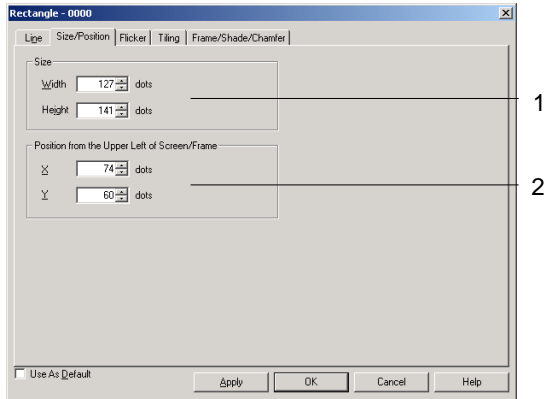 Rectangle - 0000
Line Size/Position Flicker Tiling Frame/Shade/Chamfer
Size
Width 127 dots
1
Height 141 dots
Position from the Upper Left of Screen/Frame
X 74 dots
2
Y 60 dots
Use As Default
Apply OK Cancel Help